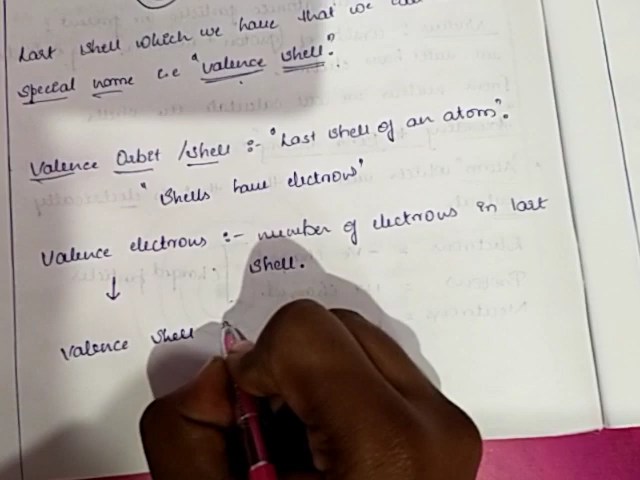 Last shell which we have that we
special name i.e "valence shell".
Valence Orbit / shell :- "Last shell of an atom".
"Shells have electrons"
Valence electrons :- number of electrons in last
shell.
↓
Valence shell